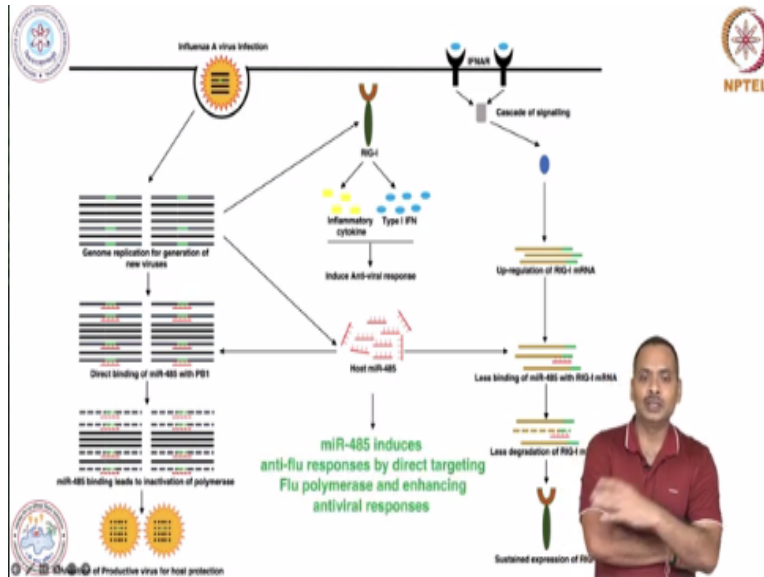 NPTEL
Influenza A virus Infection
IFNAR
Cascade of signalling
RIG-I
Inflammatory
cytokine
Type I IFN
Induce Anti-viral response
Genome replication for generation of
new viruses
Up-regulation of RIG-I mRNA
Direct binding of miR-485 with PB1
Host miR-485
Less binding of miR-485 with RIG-I mRNA
miR-485 binding leads to inactivation of polymerase
miR-485 induces
anti-flu responses by direct targeting
Flu polymerase and enhancing
antiviral responses
Less degradation of RIG-I
Sustained expression of
of Productive virus for host protection